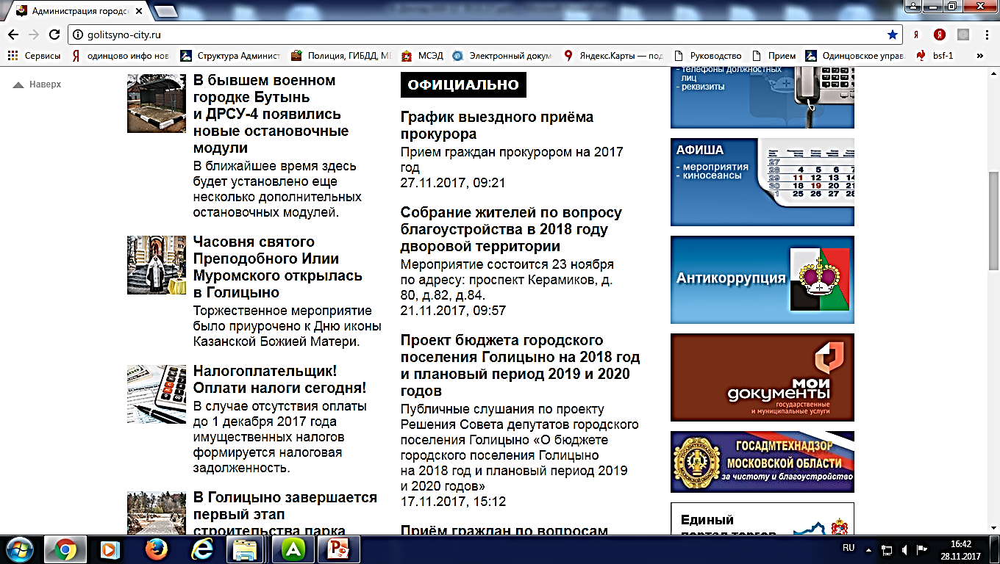 Администрация городск
golitsyno-city.ru
Сервисы
одинцово инфо нов
Структура Админист
Полиция, ГИБДД, МЕ
МСЭД
Электронный докум
Яндекс.Карты — под
Руководство
Прием
Одинцовское управ.
bsf-1
»
Наверх
В бывшем военном
городке Бутынь
и ДРСУ-4 появились
новые остановочные
модули
В ближайшее время здесь
будет установлено еще
несколько дополнительных
остановочных модулей.
Часовня святого
Преподобного Илии
Муромского открылась
в Голицыно
Торжественное мероприятие
было приурочено к Дню иконы
Казанской Божией Матери.
Налогоплательщик!
Оплати налоги сегодня!
В случае отсутствия оплаты
до 1 декабря 2017 года
имущественных налогов
формируется налоговая
задолженность.
В Голицыно завершается
первый этап
строительства парка
ОФИЦИАЛЬНО
График выездного приёма
прокурора
Прием граждан прокурором на 2017
год
27.11.2017, 09:21
Собрание жителей по вопросу
благоустройства в 2018 году
дворовой территории
Мероприятие состоится 23 ноября
по адресу: проспект Керамиков, д.
80, д.82, д.84.
21.11.2017, 09:57
Проект бюджета городского
поселения Голицыно на 2018 год
и плановый период 2019 и 2020
годов
Публичные слушания по проекту
Решения Совета депутатов городского
поселения Голицыно «О бюджете
городского поселения Голицыно
на 2018 год и плановый период 2019
и 2020 годов»
17.11.2017, 15:12
Приём граждан по вопросам
- телефоны должностных
лиц
- реквизиты
АФИША
- мероприятия
- киносеансы
27
28 4 5 6 7
29 11 12 13 14
30 18 19 20 21
31 25 26 27 28
Антикоррупция
мои
документы
государственные
и муниципальные услуги
ГОСАДМТЕХНАДЗОР
МОСКОВСКОЙ ОБЛАСТИ
за чистоту и благоустройство
Единый
портал торгов
RU
16:42
28.11.2017